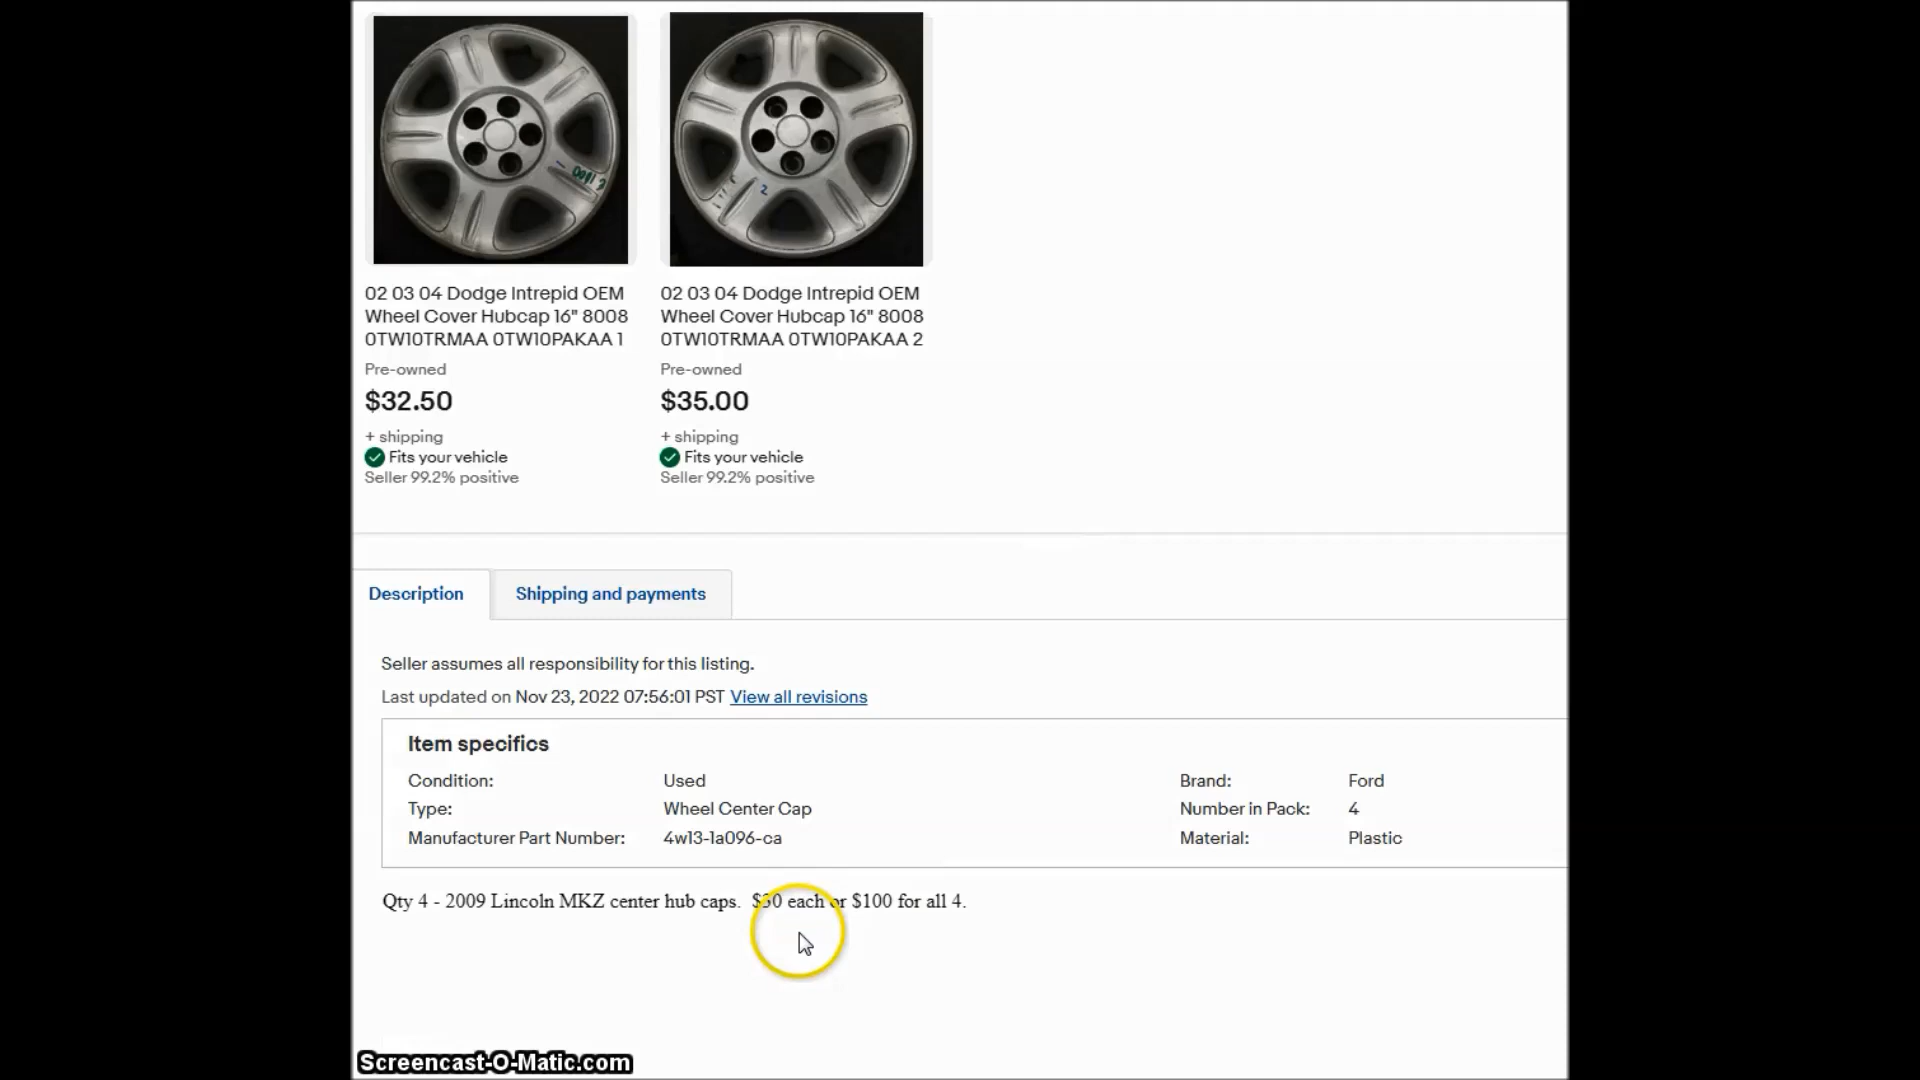 02 03 04 Dodge Intrepid OEM
Wheel Cover Hubcap 16" 8008
0TW10TRMAA 0TW10PAKAA 1
Pre-owned
$32.50
+ shipping
Fits your vehicle
Seller 99.2% positive
02 03 04 Dodge Intrepid OEM
Wheel Cover Hubcap 16" 8008
0TW10TRMAA 0TW10PAKAA 2
Pre-owned
$35.00
+ shipping
Fits your vehicle
Seller 99.2% positive
Description
Shipping and payments
Seller assumes all responsibility for this listing.
Last updated on Nov 23, 2022 07:56:01 PST View all revisions
Item specifics
Condition: Used Brand: Ford
Type: Wheel Center Cap Number in Pack: 4
Manufacturer Part Number: 4w13-1a096-ca Material: Plastic
Qty 4 - 2009 Lincoln MKZ center hub caps. $30 each or $100 for all 4.
Screencast-O-Matic.com